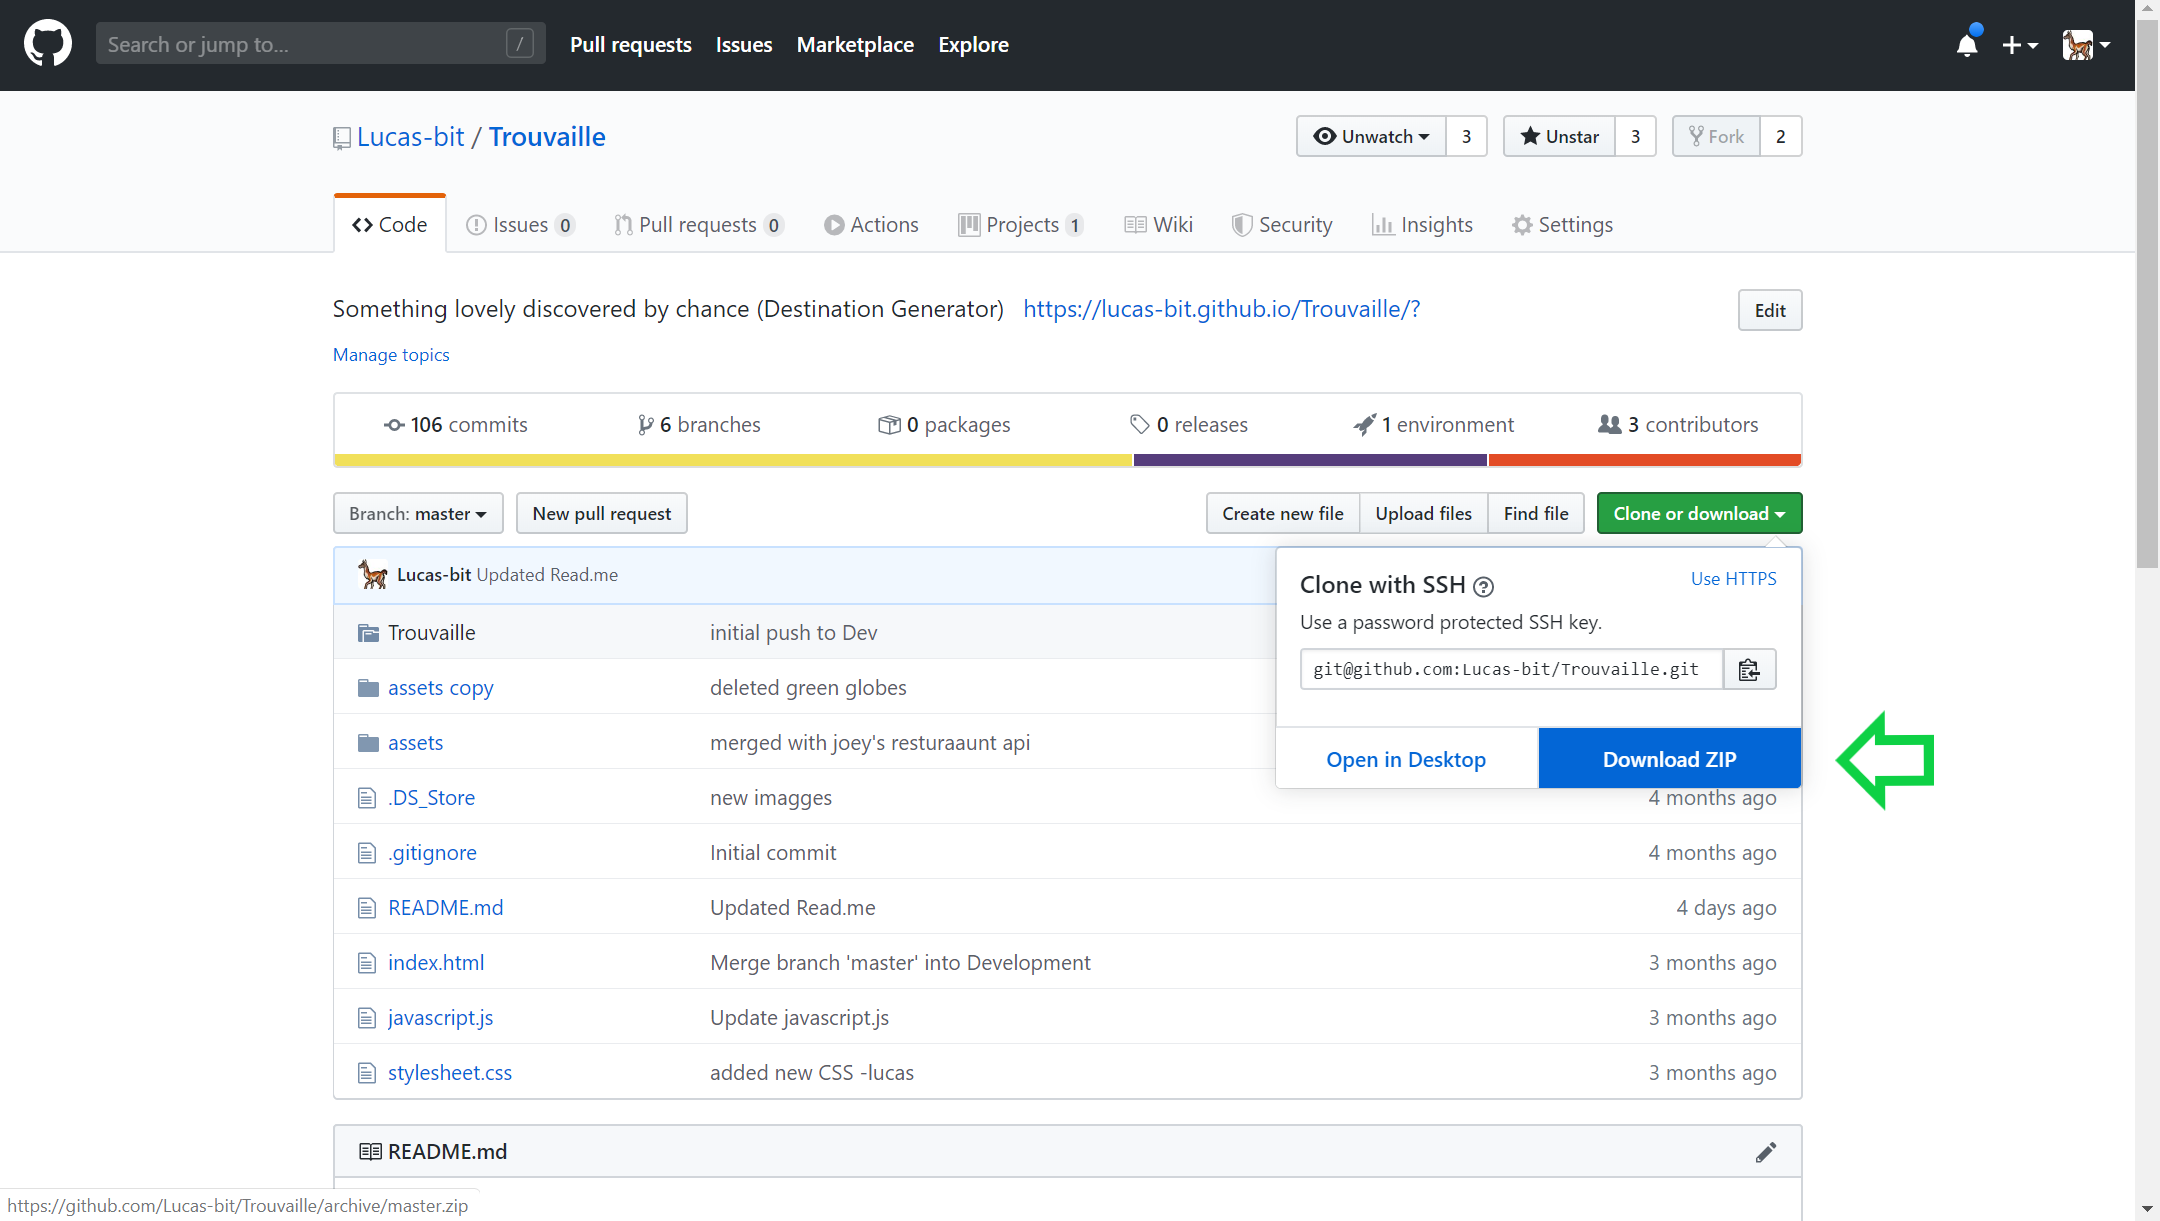 Search or jump to... / Pull requests Issues Marketplace Explore
Lucas-bit / Trouvaille Unwatch 3 Unstar 3 Fork 2
Code Issues 0 Pull requests 0 Actions Projects 1 Wiki Security Insights Settings
Something lovely discovered by chance (Destination Generator) https://lucas-bit.github.io/Trouvaille/? Edit
Manage topics
106 commits 6 branches 0 packages 0 releases 1 environment 3 contributors
Branch: master New pull request Create new file Upload files Find file Clone or download
Lucas-bit Updated Read.me
Clone with SSH ? Use HTTPS
Use a password protected SSH key.
git@github.com:Lucas-bit/Trouvaille.git
Open in Desktop Download ZIP
Trouvaille initial push to Dev
assets copy deleted green globes
assets merged with joey's resturaaunt api
.DS_Store new imagges 4 months ago
.gitignore Initial commit 4 months ago
README.md Updated Read.me 4 days ago
index.html Merge branch 'master' into Development 3 months ago
javascript.js Update javascript.js 3 months ago
stylesheet.css added new CSS -lucas 3 months ago
README.md
https://github.com/Lucas-bit/Trouvaille/archive/master.zip